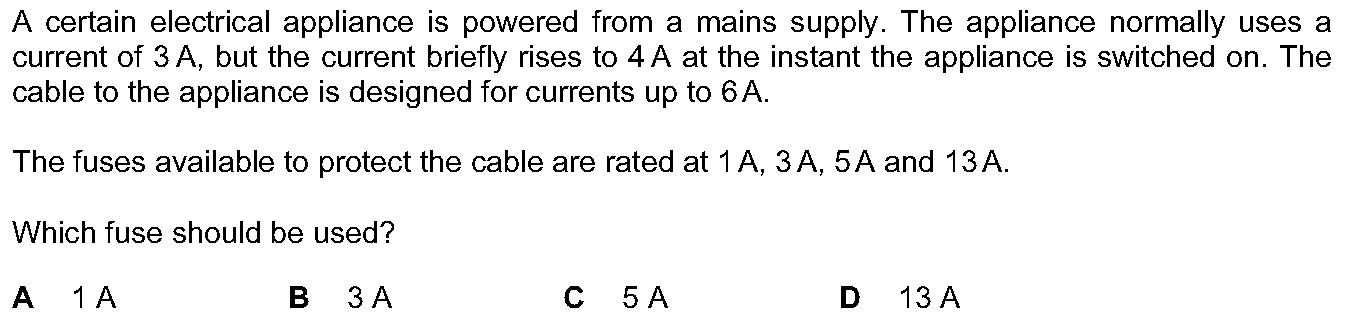 A certain electrical appliance is powered from a mains supply. The appliance normally uses a
current of 3 A, but the current briefly rises to 4 A at the instant the appliance is switched on. The
cable to the appliance is designed for currents up to 6 A.
The fuses available to protect the cable are rated at 1 A, 3 A, 5 A and 13 A.
Which fuse should be used?
A 1 A B 3 A C 5 A D 13 A